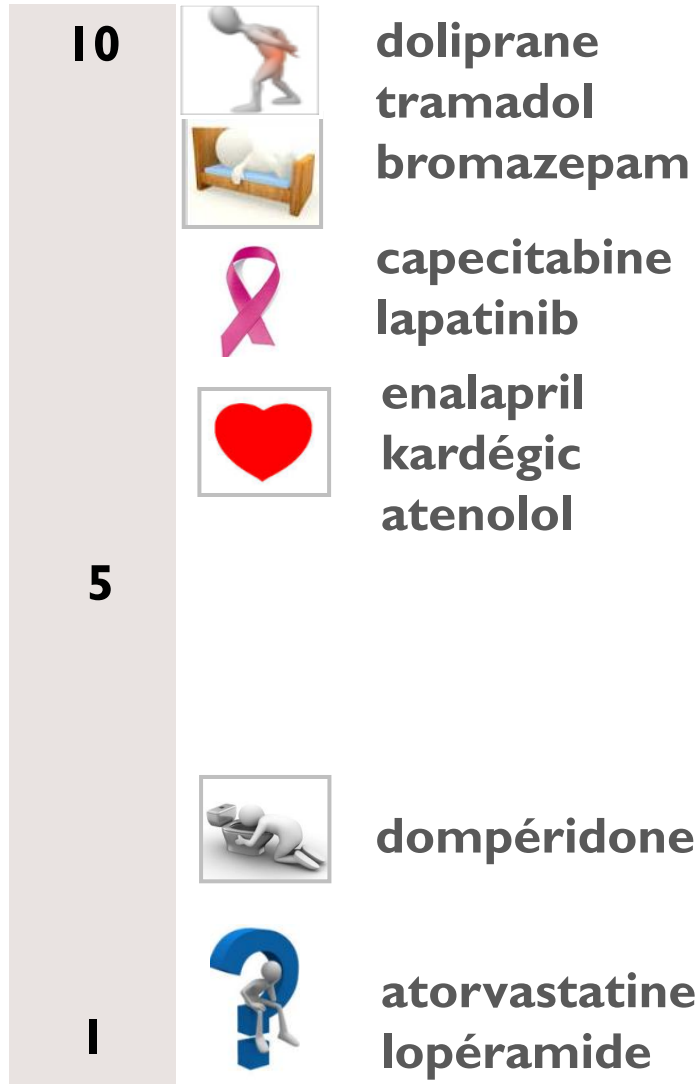 10
doliprane
tramadol
bromazepam
capecitabine
lapatinib
enalapril
kardégic
atenolol
5
dompéridone
atorvastatine
1
lopéramide